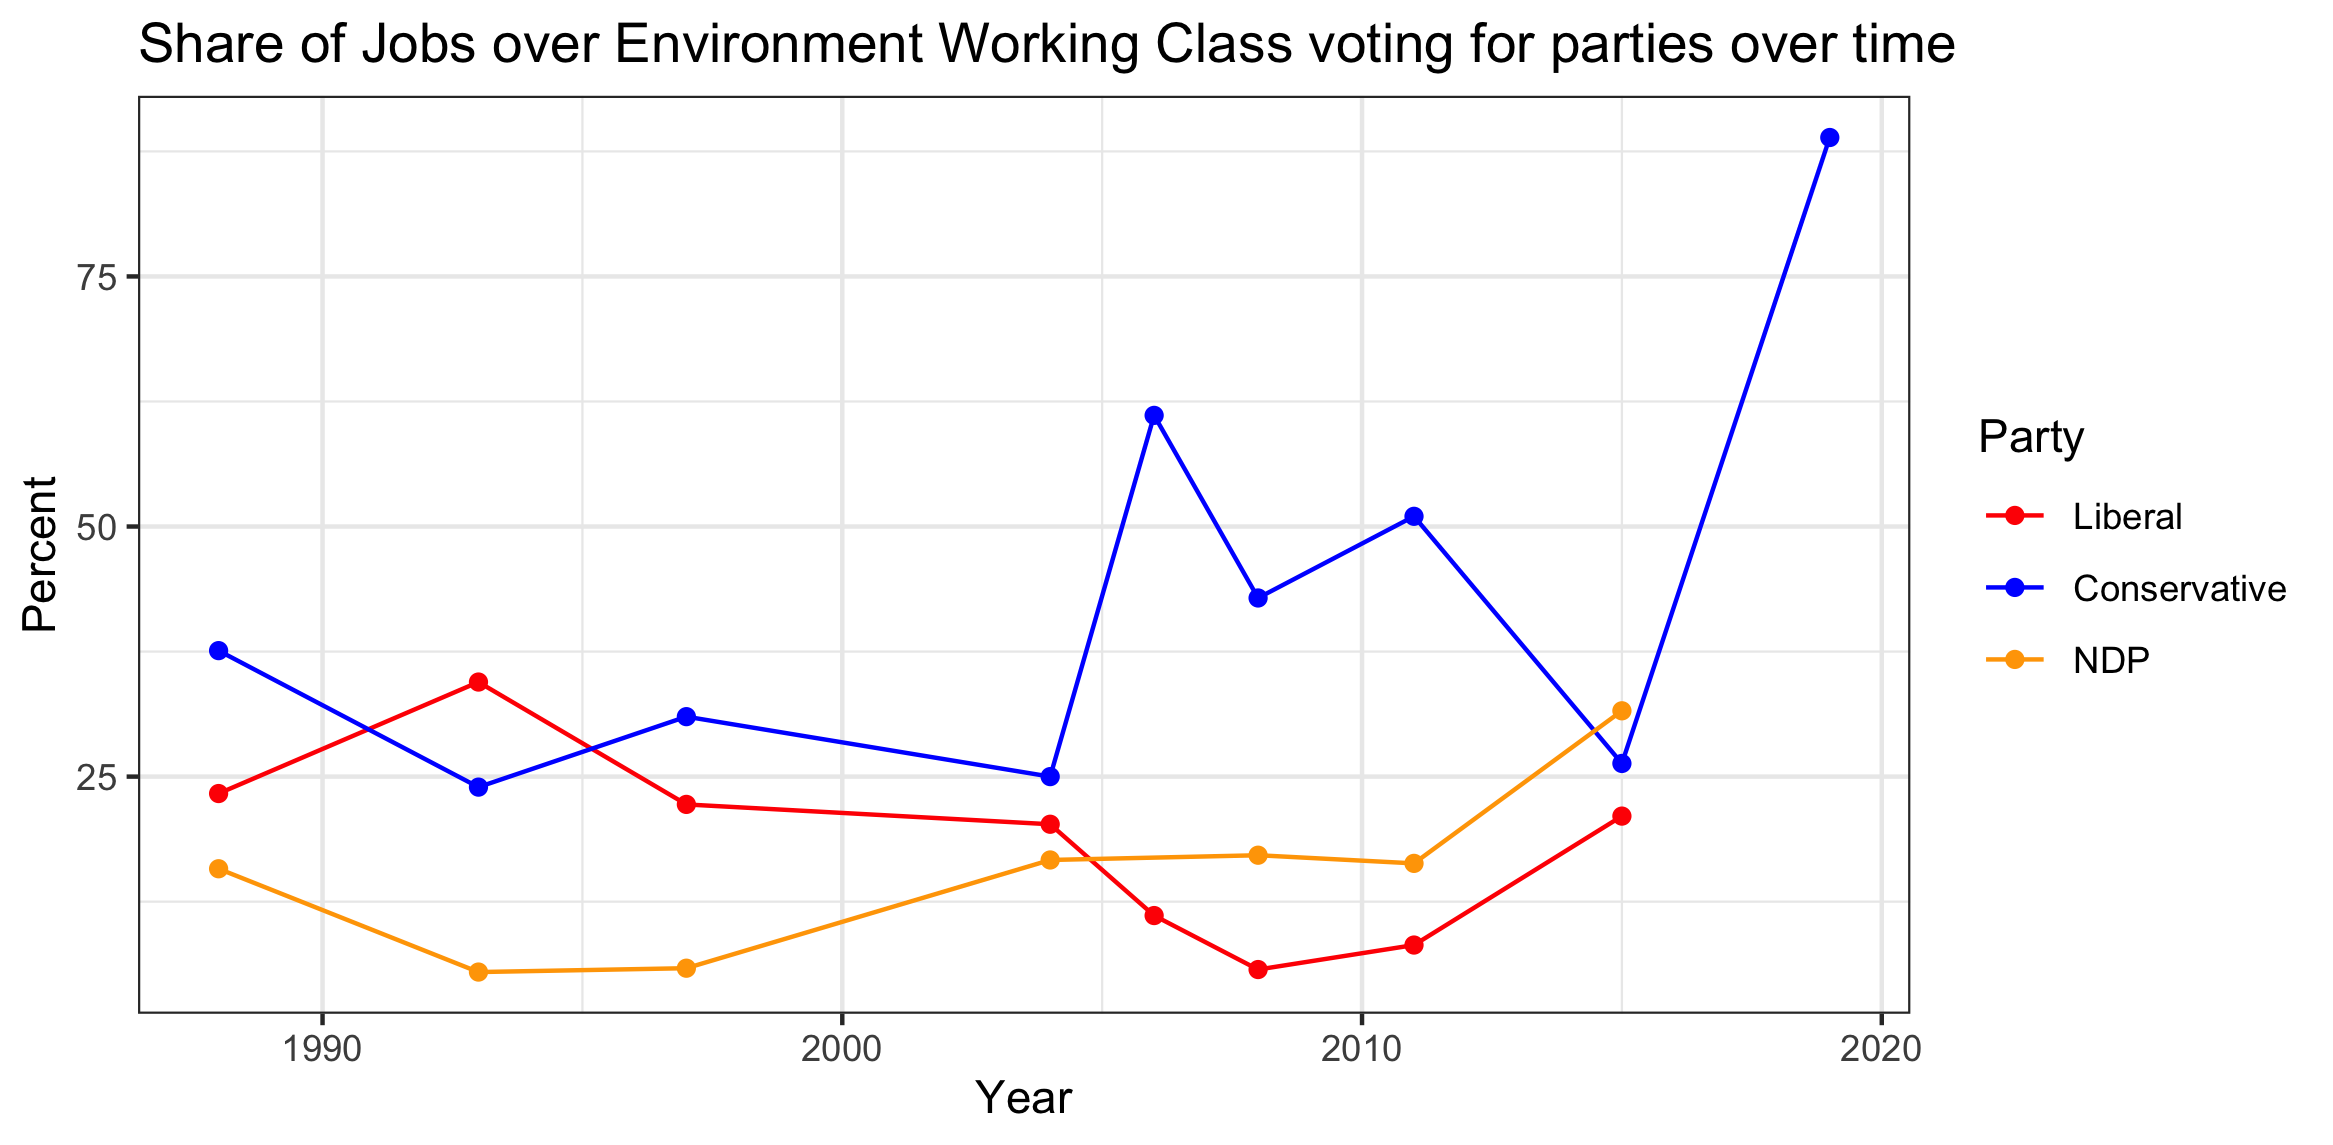 Share of Jobs over Environment Working Class voting for parties over time
75
50
25
Percent
1990 2000 2010 2020
Year
Party
Liberal
Conservative
NDP